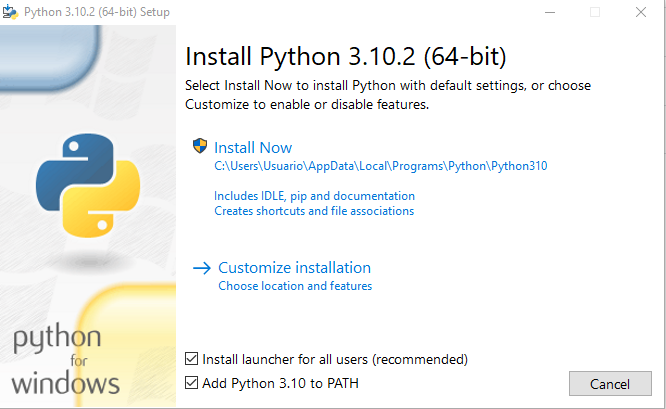 Python 3.10.2 (64-bit) Setup
Install Python 3.10.2 (64-bit)
Select Install Now to install Python with default settings, or choose
Customize to enable or disable features.
Install Now
C:\Users\Usuario\AppData\Local\Programs\Python\Python310
Includes IDLE, pip and documentation
Creates shortcuts and file associations
Customize installation
Choose location and features
python
for
windows
Install launcher for all users (recommended)
Add Python 3.10 to PATH
Cancel